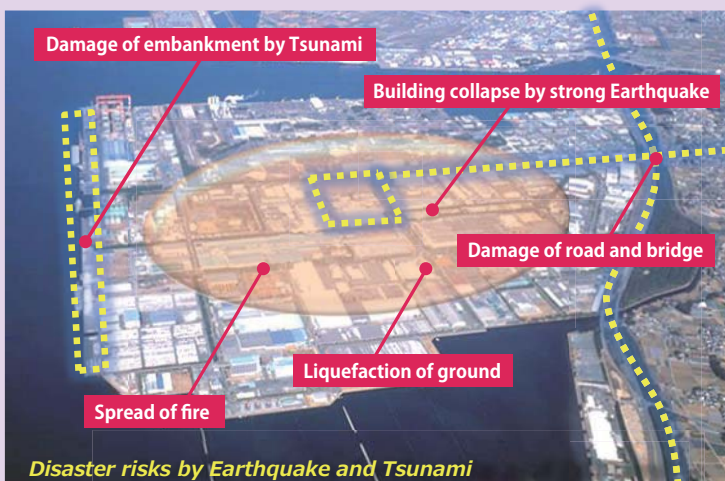 Damage of embankment by Tsunami
Building collapse by strong Earthquake
Damage of road and bridge
Liquefaction of ground
Spread of fire
Disaster risks by Earthquake and Tsunami